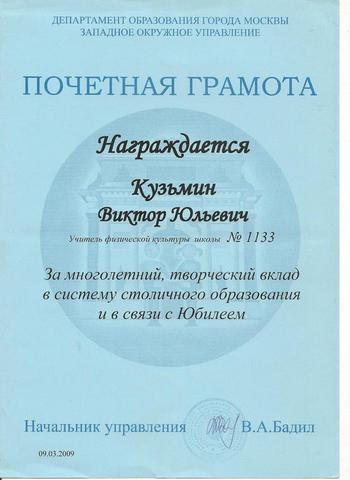 ДЕПАРТАМЕНТ ОБРАЗОВАНИЯ ГОРОДА МОСКВЫ
ЗАПАДНОЕ ОКРУЖНОЕ УПРАВЛЕНИЕ
ПОЧЕТНАЯ ГРАМОТА
Награждается
Кузьмин
Виктор Юльевич
Учитель физической культуры школы № 1133
За многолетний, творческий вклад
в систему столичного образования
и в связи с Юбилеем
Начальник управления В.А.Бадил
09.03.2009